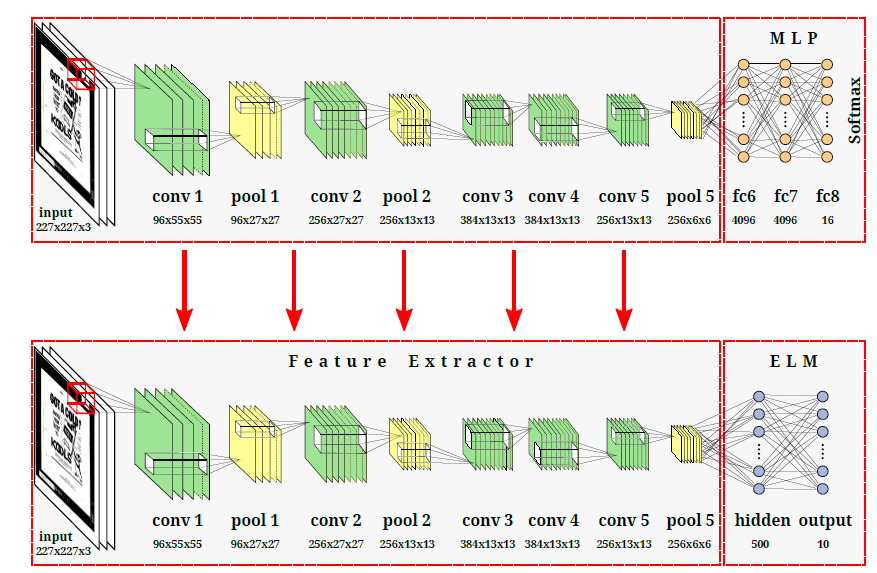 M L P
Softmax
input
227x227x3
conv 1
96x55x55
pool 1
96x27x27
conv 2
256x27x27
pool 2
256x13x13
conv 3
384x13x13
conv 4
384x13x13
conv 5
256x13x13
pool 5
256x6x6
fc6
4096
fc7
4096
fc8
16
F e a t u r e E x t r a c t o r
E L M
input
227x227x3
conv 1
96x55x55
pool 1
96x27x27
conv 2
256x27x27
pool 2
256x13x13
conv 3
384x13x13
conv 4
384x13x13
conv 5
256x13x13
pool 5
256x6x6
hidden
500
output
10